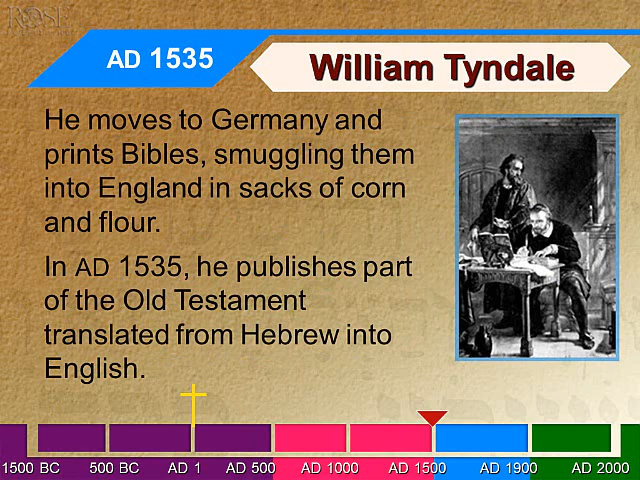 ROSE
AD 1535
William Tyndale
He moves to Germany and
prints Bibles, smuggling them
into England in sacks of corn
and flour.
In AD 1535, he publishes part
of the Old Testament
translated from Hebrew into
English.
1500 BC 500 BC AD 1 AD 500 AD 1000 AD 1500 AD 1900 AD 2000